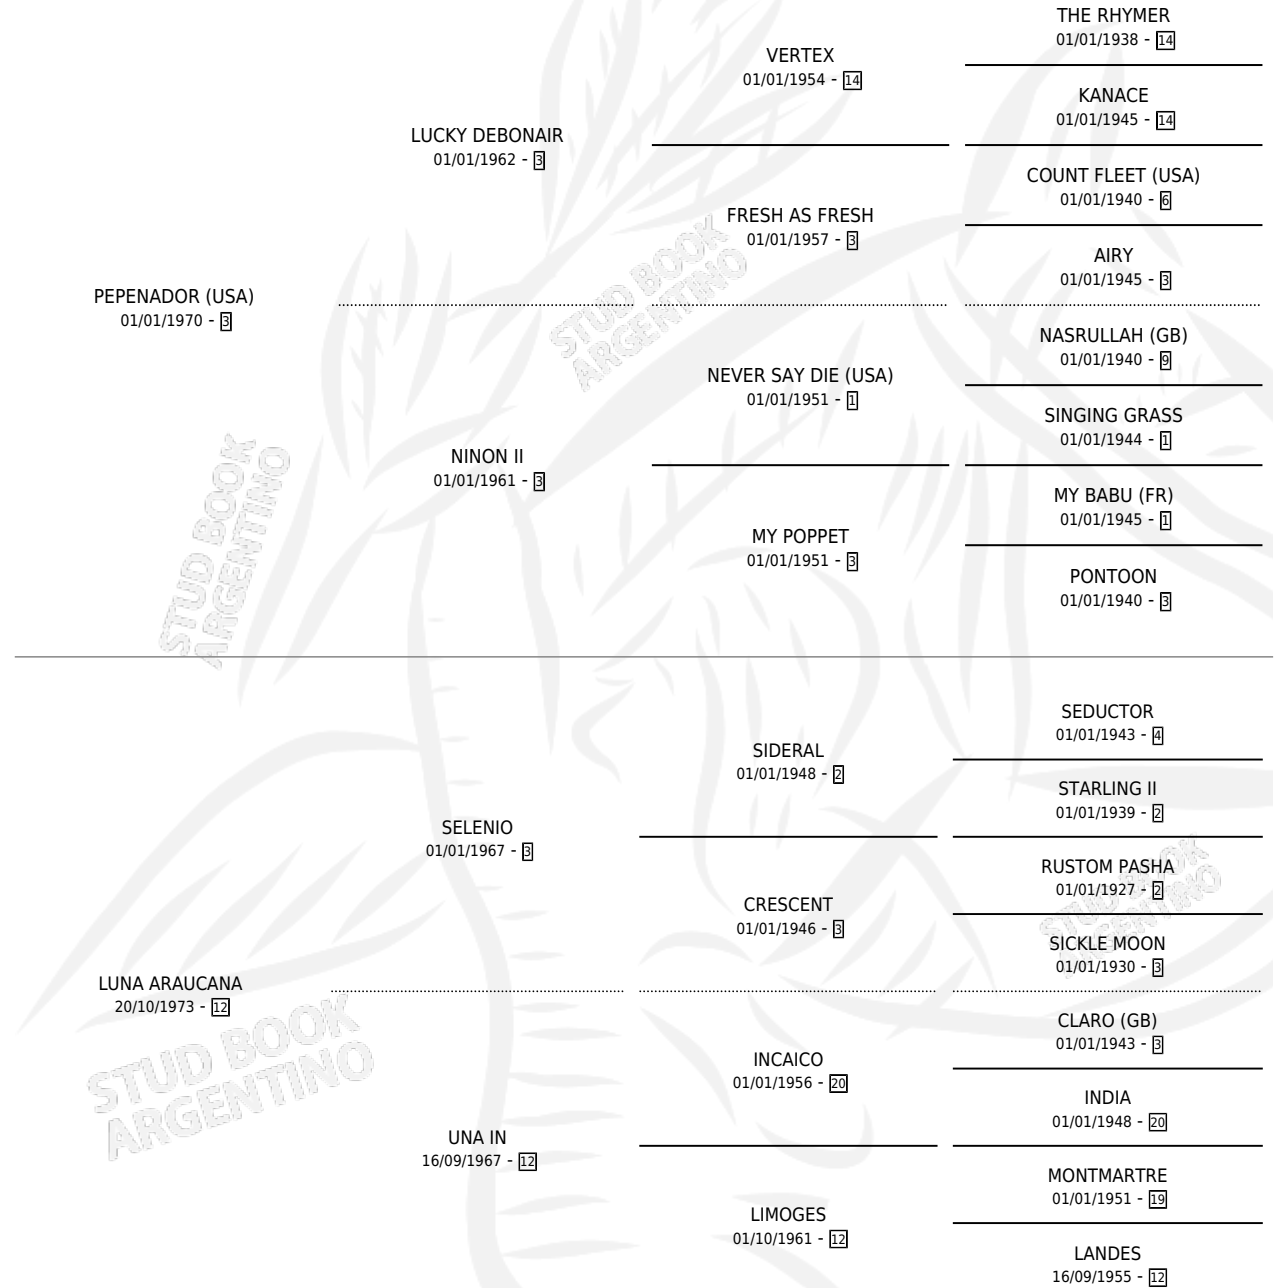 THE RHYMER
01/01/1938 - 14
VERTEX
01/01/1954 - 14
KANACE
01/01/1945 - 14
LUCKY DEBONAIR
01/01/1962 - 3
COUNT FLEET (USA)
01/01/1940 - 6
FRESH AS FRESH
01/01/1957 - 3
AIRY
01/01/1945 - 3
PEPENADOR (USA)
01/01/1970 - 3
NASRULLAH (GB)
01/01/1940 - 9
NEVER SAY DIE (USA)
01/01/1951 - 1
SINGING GRASS
01/01/1944 - 1
NINON II
01/01/1961 - 3
MY BABU (FR)
01/01/1945 - 1
MY POPPET
01/01/1951 - 3
PONTOON
01/01/1940 - 3
SEDUCTOR
01/01/1943 - 4
SIDERAL
01/01/1948 - 2
STARLING II
01/01/1939 - 2
SELENIO
01/01/1967 - 3
RUSTOM PASHA
01/01/1927 - 2
CRESCENT
01/01/1946 - 3
SICKLE MOON
01/01/1930 - 3
LUNA ARAUCANA
20/10/1973 - 12
CLARO (GB)
01/01/1943 - 3
INCAICO
01/01/1956 - 20
INDIA
01/01/1948 - 20
UNA IN
16/09/1967 - 12
MONTMARTRE
01/01/1951 - 19
LIMOGES
01/10/1961 - 12
LANDES
16/09/1955 - 12
STUD BOOK
ARGENTINO
STUD BOOK
ARGENTINO
STUD BOOK
ARGENTINO
STUD BOOK
ARGENTINO